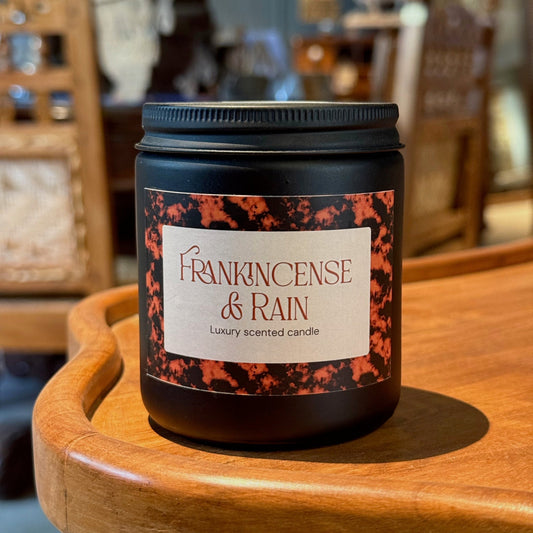 FRANKINCENSE
& RAIN
Luxury scented candle